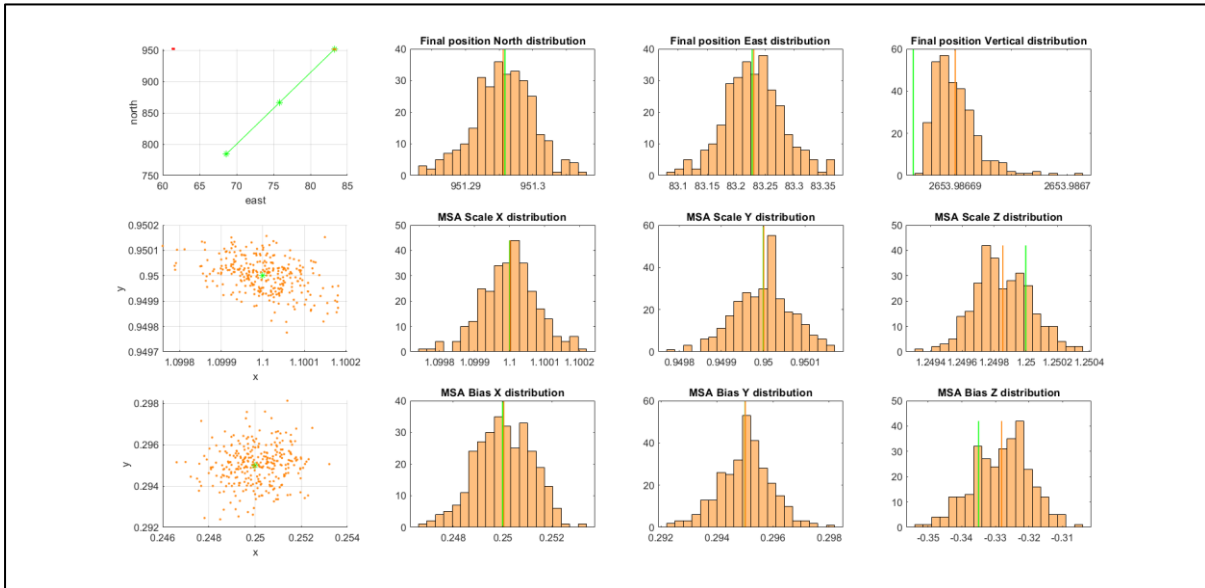 Final position North distribution
Final position East distribution
Final position Vertical distribution
950
900
850
800
750
north
60 65 70 75 80 85
east
40
30
20
10
0
951.29 951.3
40
30
20
10
0
83.1 83.15 83.2 83.25 83.3 83.35
60
40
20
0
2653.98669 2653.9867
MSA Scale X distribution
MSA Scale Y distribution
MSA Scale Z distribution
0.9502
0.9501
0.95
0.9499
0.9498
0.9497
y
1.0998 1.0999 1.1 1.1001 1.1002
x
50
40
30
20
10
0
1.0998 1.0999 1.1 1.1001 1.1002
60
40
20
0
0.9498 0.9499 0.95 0.9501
50
40
30
20
10
0
1.2494 1.2496 1.2498 1.25 1.2502 1.2504
MSA Bias X distribution
MSA Bias Y distribution
MSA Bias Z distribution
0.298
0.296
0.294
0.292
y
0.246 0.248 0.25 0.252 0.254
x
40
30
20
10
0
0.248 0.25 0.252
60
40
20
0
0.292 0.294 0.296 0.298
60
40
20
0
-0.35 -0.34 -0.33 -0.32 -0.31